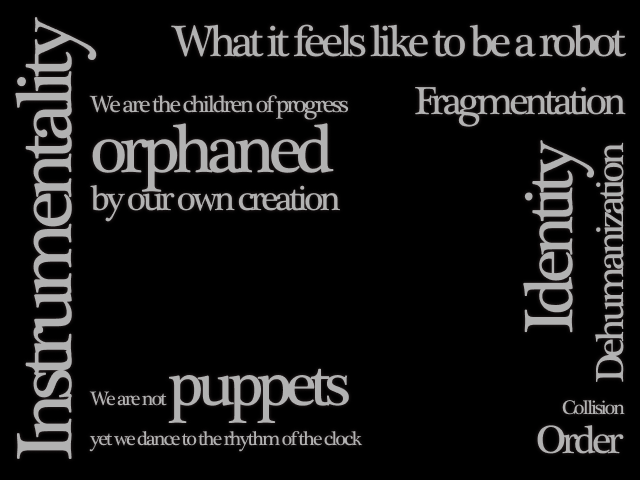 What it feels like to be a robot
Instrumentality
We are the children of progress
orphaned
by our own creation
Fragmentation
Identity
Dehumanization
We are not puppets
yet we dance to the rhythm of the clock
Collision
Order